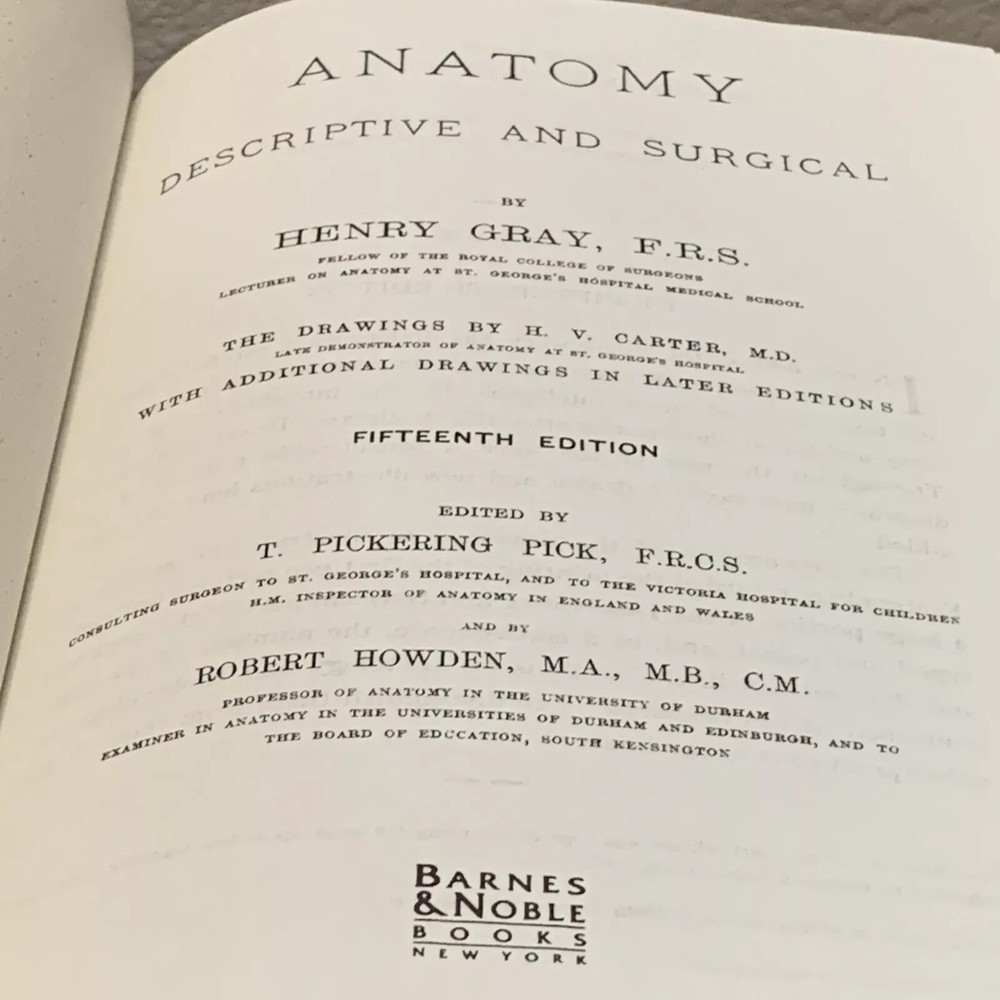 ANATOMY
DESCRIPTIVE AND SURGICAL
BY
HENRY GRAY, F.R.S.
FELLOW OF THE ROYAL COLLEGE OF SURGEONS
LECTURER ON ANATOMY AT ST. GEORGE'S HOSPITAL MEDICAL SCHOOL
THE DRAWINGS BY H. V. CARTER, M.D.
LATE DEMONSTRATOR OF ANATOMY AT ST. GEORGE'S HOSPITAL
WITH ADDITIONAL DRAWINGS IN LATER EDITIONS
FIFTEENTH EDITION
EDITED BY
T. PICKERING PICK, F.R.C.S.
CONSULTING SURGEON TO ST. GEORGE'S HOSPITAL, AND TO THE VICTORIA HOSPITAL FOR CHILDREN
H.M. INSPECTOR OF ANATOMY IN ENGLAND AND WALES
AND BY
ROBERT HOWDEN, M.A., M.B., C.M.
PROFESSOR OF ANATOMY IN THE UNIVERSITY OF DURHAM
EXAMINER IN ANATOMY IN THE UNIVERSITIES OF DURHAM AND EDINBURGH, AND TO
THE BOARD OF EDCCATION, SOUTH KENSINGTON
BARNES
& NOBLE
BOOKS
NEW YORK